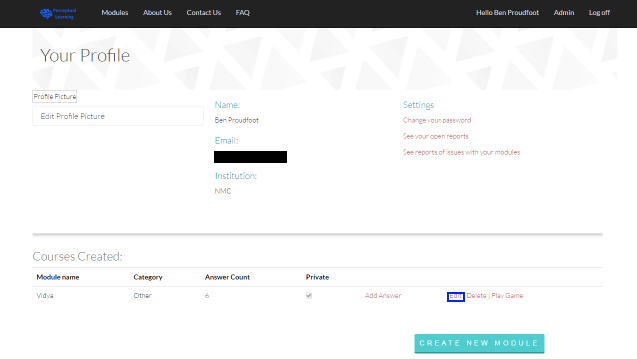 Perceptual Learning
Modules About Us Contact Us FAQ Hello Ben Proudfoot Admin Log off
Your Profile
Profile Picture
Edit Profile Picture
Name:
Ben Proudfoot
Email:
Institution:
NMC
Settings
Change your password
See your open reports
See reports of issues with your modules
Courses Created:
Module name Category Answer Count Private
Vidya Other 6 Add Answer Edit | Delete | Play Game
CREATE NEW MODULE